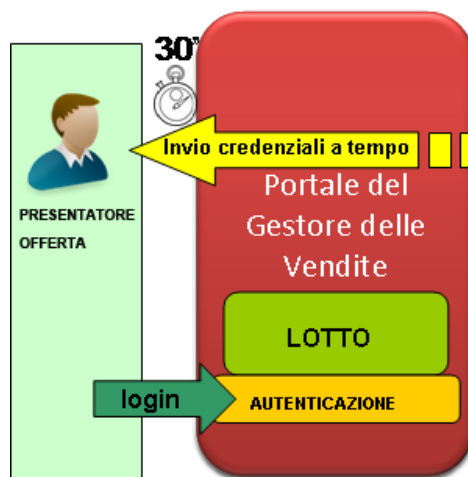 30"
Invio credenziali a tempo
PRESENTATORE
OFFERTA
Portale del
Gestore delle
Vendite
LOTTO
login
AUTENTICAZIONE